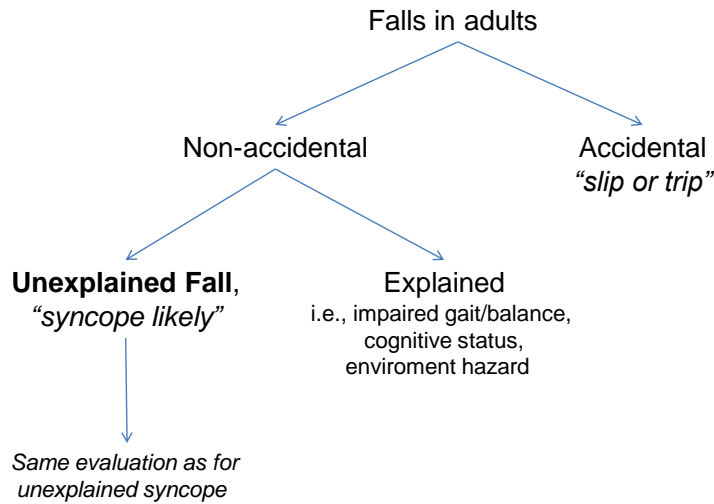 Falls in adults
Non-accidental
Accidental
“slip or trip”
Unexplained Fall,
“syncope likely”
Explained
i.e., impaired gait/balance,
cognitive status,
enviroment hazard
Same evaluation as for
unexplained syncope